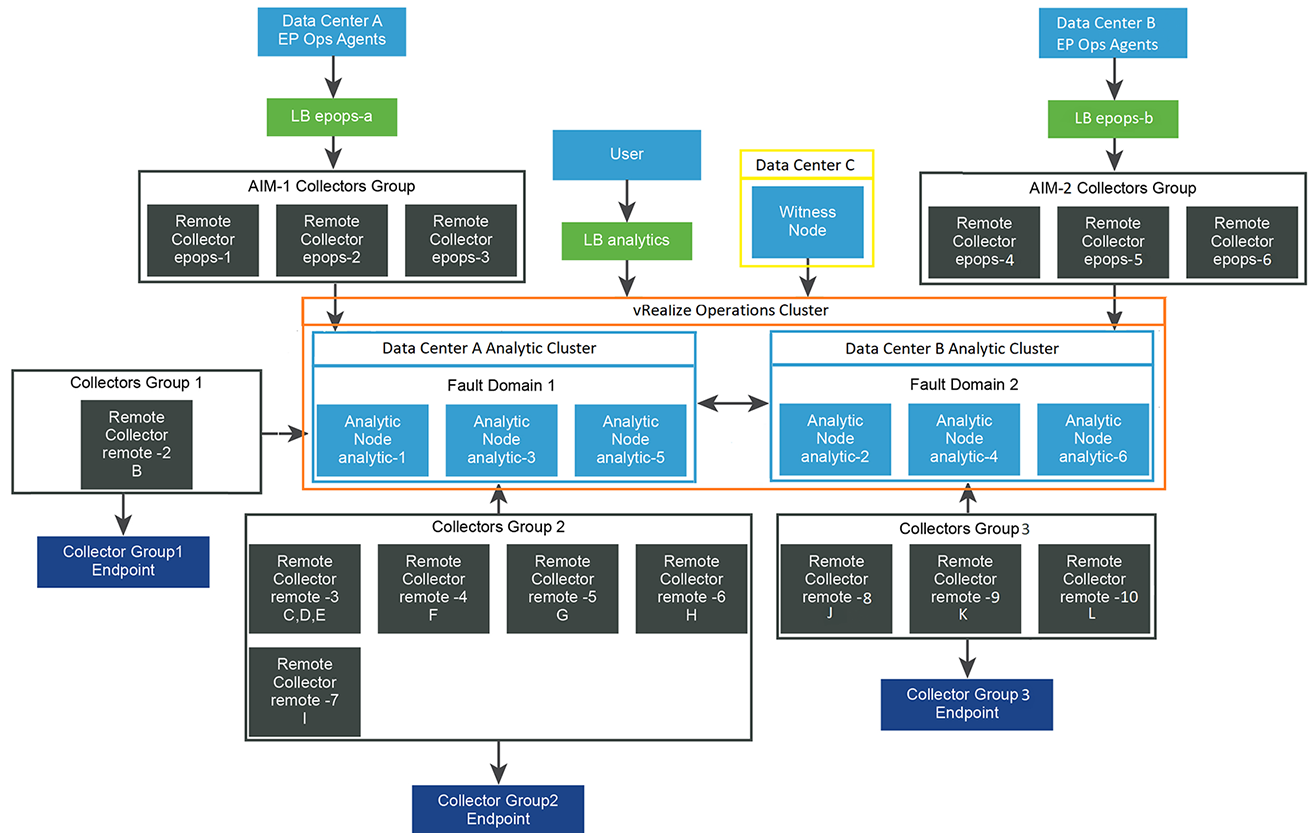 Data Center A
EP Ops Agents
Data Center B
EP Ops Agents
LB epops-a
LB epops-b
User
Data Center C
AIM-1 Collectors Group
Remote
Collector
epops-1
Remote
Collector
epops-2
Remote
Collector
epops-3
LB analytics
Witness
Node
AIM-2 Collectors Group
Remote
Collector
epops-4
Remote
Collector
epops-5
Remote
Collector
epops-6
vRealize Operations Cluster
Data Center A Analytic Cluster
Fault Domain 1
Analytic
Node
analytic-1
Analytic
Node
analytic-3
Analytic
Node
analytic-5
Data Center B Analytic Cluster
Fault Domain 2
Analytic
Node
analytic-2
Analytic
Node
analytic-4
Analytic
Node
analytic-6
Collectors Group 1
Remote
Collector
remote -2
B
Collector Group1
Endpoint
Collectors Group 2
Remote
Collector
remote -3
C,D,E
Remote
Collector
remote -4
F
Remote
Collector
remote -5
G
Remote
Collector
remote -6
H
Remote
Collector
remote -7
I
Collector Group2
Endpoint
Collectors Group 3
Remote
Collector
remote -8
J
Remote
Collector
remote -9
K
Remote
Collector
remote -10
L
Collector Group 3
Endpoint